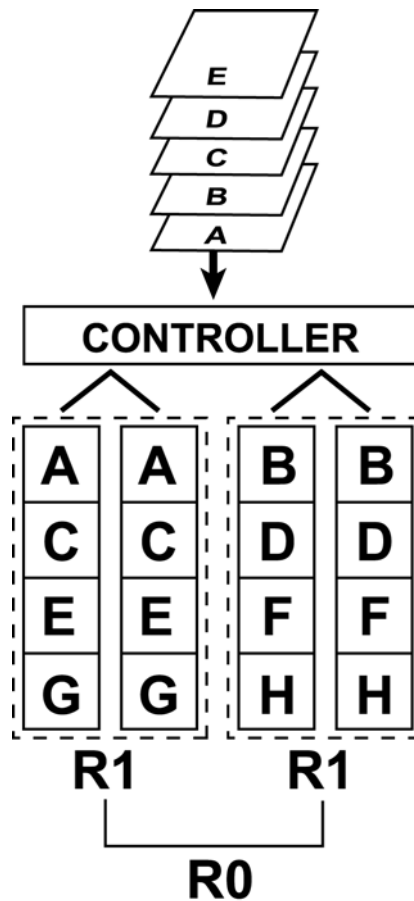 E
D
C
B
A
CONTROLLER
A A B B
C C D D
E E F F
G G H H
R1 R1
R0